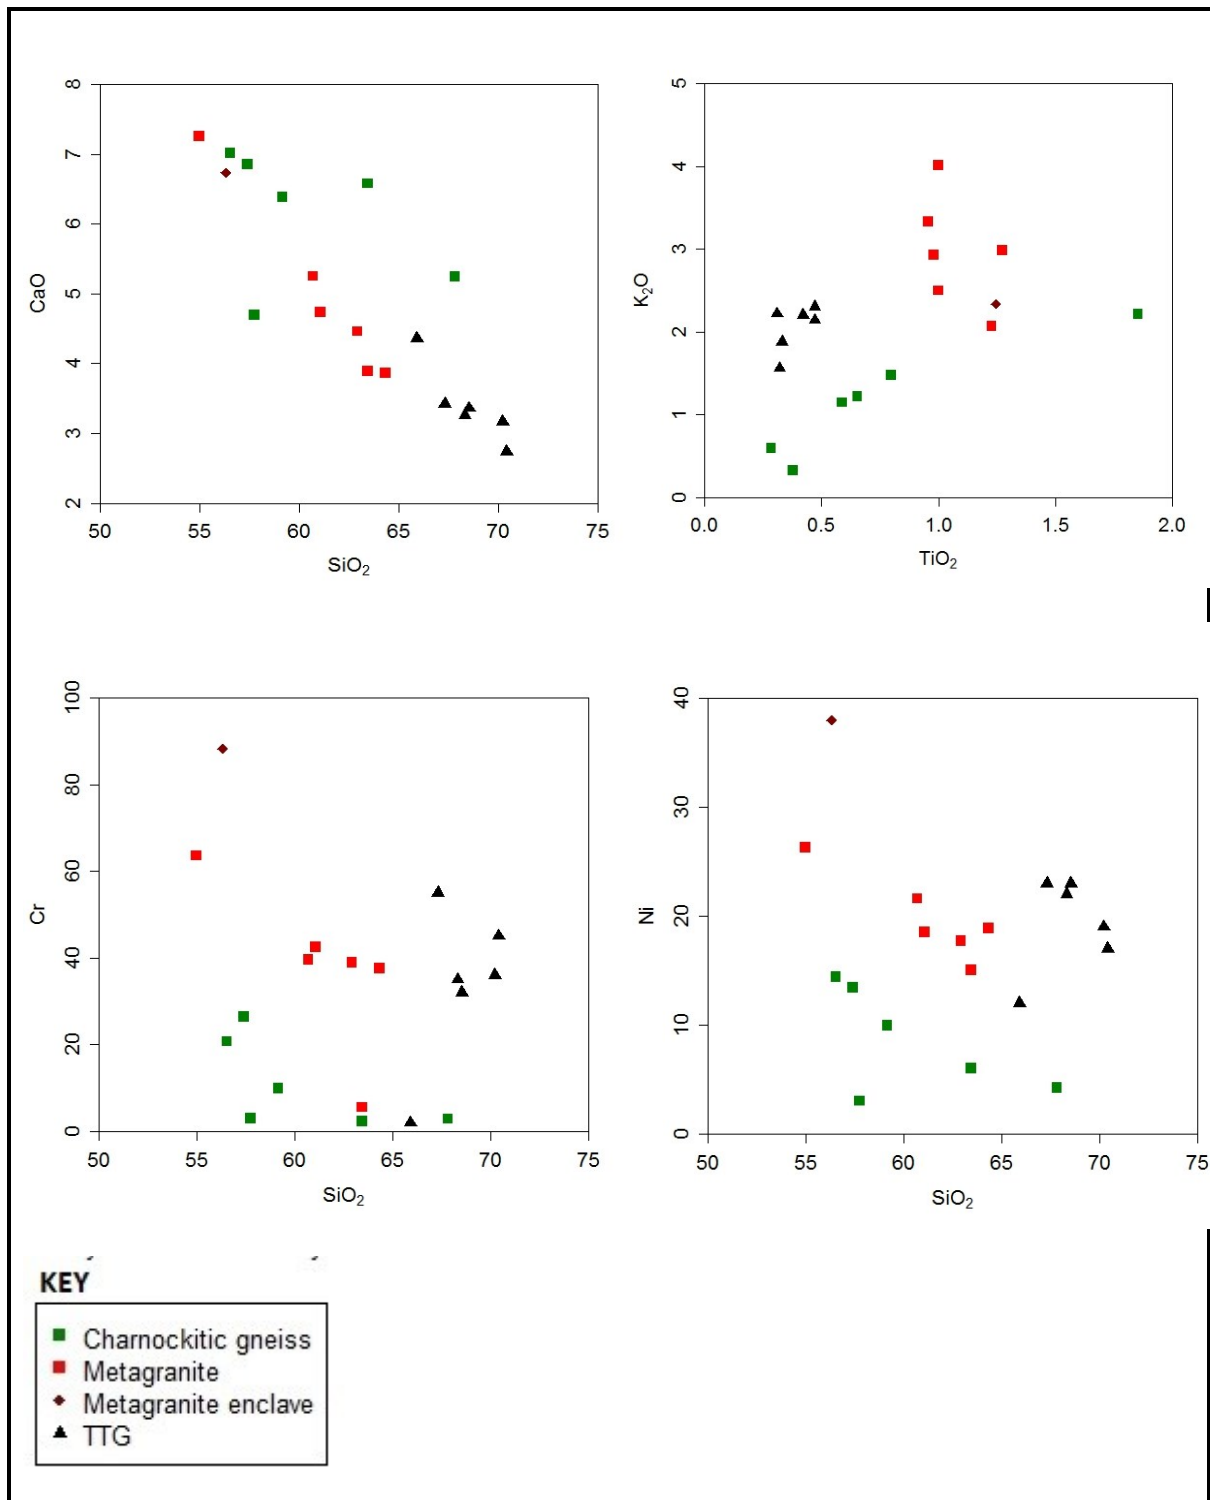 8
7
6
5
4
3
2
CaO
50 55 60 65 70 75
SiO₂
5
4
3
2
1
0
K₂O
0.0 0.5 1.0 1.5 2.0
TiO₂
100
80
60
40
20
0
Cr
50 55 60 65 70 75
SiO₂
40
30
20
10
0
Ni
50 55 60 65 70 75
SiO₂
KEY
Charnockitic gneiss
Metagranite
Metagranite enclave
TTG